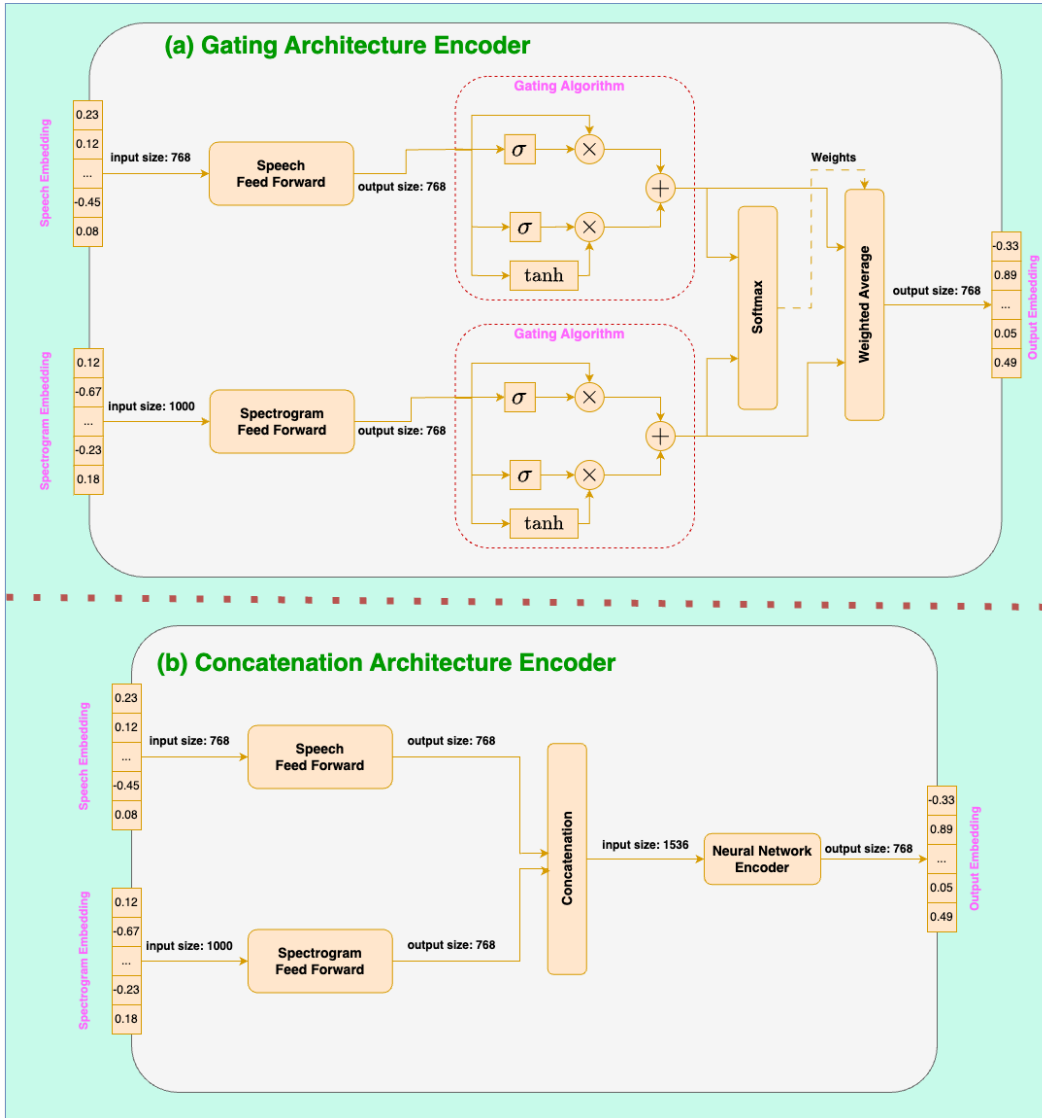 (a) Gating Architecture Encoder
Speech Embedding
0.23
0.12
...
-0.45
0.08
input size: 768
Speech
Feed Forward
output size: 768
Gating Algorithm
σ
×
+
σ
×
tanh
Spectrogram Embedding
0.12
-0.67
...
-0.23
0.18
input size: 1000
Spectrogram
Feed Forward
output size: 768
Gating Algorithm
σ
×
+
σ
×
tanh
Softmax
Weights
Weighted Average
output size: 768
-0.33
0.89
...
0.05
0.49
Output Embedding
(b) Concatenation Architecture Encoder
Speech Embedding
0.23
0.12
...
-0.45
0.08
input size: 768
Speech
Feed Forward
output size: 768
Spectrogram Embedding
0.12
-0.67
...
-0.23
0.18
input size: 1000
Spectrogram
Feed Forward
output size: 768
Concatenation
input size: 1536
Neural Network
Encoder
output size: 768
-0.33
0.89
...
0.05
0.49
Output Embedding